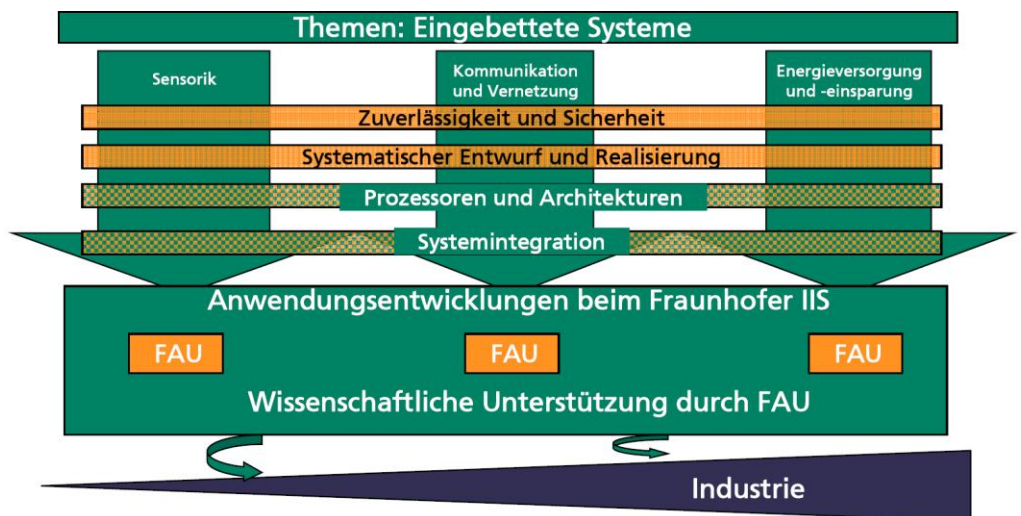 Themen: Eingebettete Systeme
Sensorik
Kommunikation
und Vernetzung
Energieversorgung
und -einsparung
Zuverlässigkeit und Sicherheit
Systematischer Entwurf und Realisierung
Prozessoren und Architekturen
Systemintegration
Anwendungsentwicklungen beim Fraunhofer IIS
FAU
FAU
FAU
Wissenschaftliche Unterstützung durch FAU
Industrie